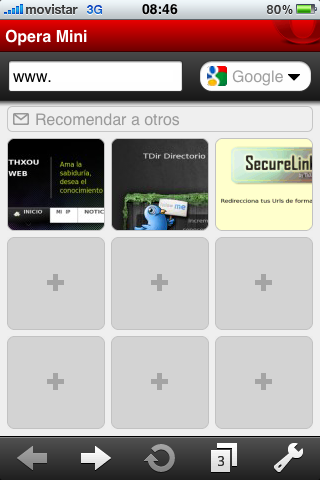 movistar 3G 08:46 80%
Opera Mini
www. Google
Recomendar a otros
THXOU
WEB
Ama la
sabiduría,
desea el
conocimiento
INICIO MI IP NOTIC
TDir Directorio
me
SecureLink
Redirecciona tus Urls de forma
3